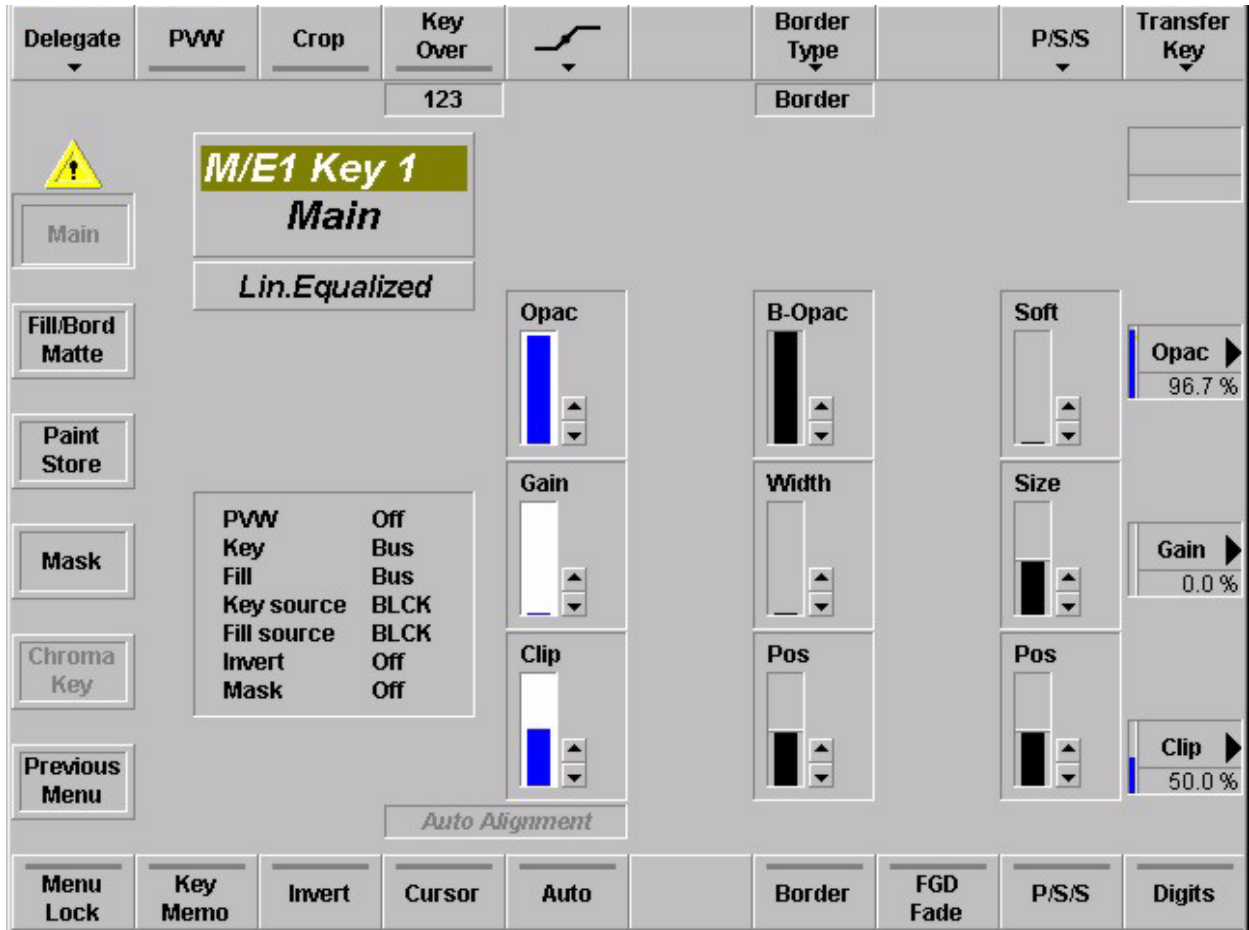 Delegate
PVW
Crop
Key
Over
Border
Type
P/S/S
Transfer
Key
123
Border
M/E1 Key 1
Main
Lin.Equalized
Main
Fill/Bord
Matte
Paint
Store
Mask
Chroma
Key
Previous
Menu
PVW Off
Key Bus
Fill Bus
Key source BLCK
Fill source BLCK
Invert Off
Mask Off
Opac
B-Opac
Soft
Opac
96.7 %
Gain
Width
Size
Gain
0.0 %
Clip
Pos
Pos
Clip
50.0 %
Auto Alignment
Menu
Lock
Key
Memo
Invert
Cursor
Auto
Border
FGD
Fade
P/S/S
Digits